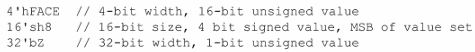 4'hFACE // 4-bit width, 16-bit unsigned value
16'sh8 // 16-bit size, 4 bit signed value, MSB of value set
32'bZ // 32-bit width, 1-bit unsigned value